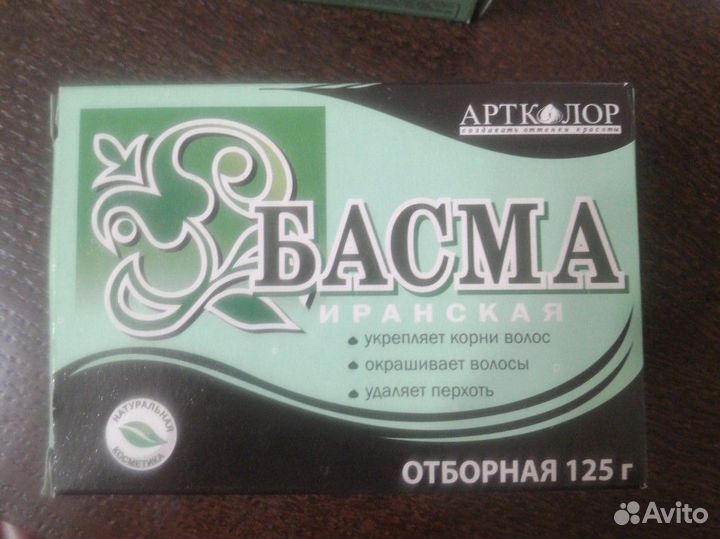 АРТКОЛОР
создавать оттенки красоты
БАСМА
ИРАНСКАЯ
• укрепляет корни волос
• окрашивает волосы
• удаляет перхоть
НАТУРАЛЬНАЯ
КОСМЕТИКА
ОТБОРНАЯ 125 г
Avito